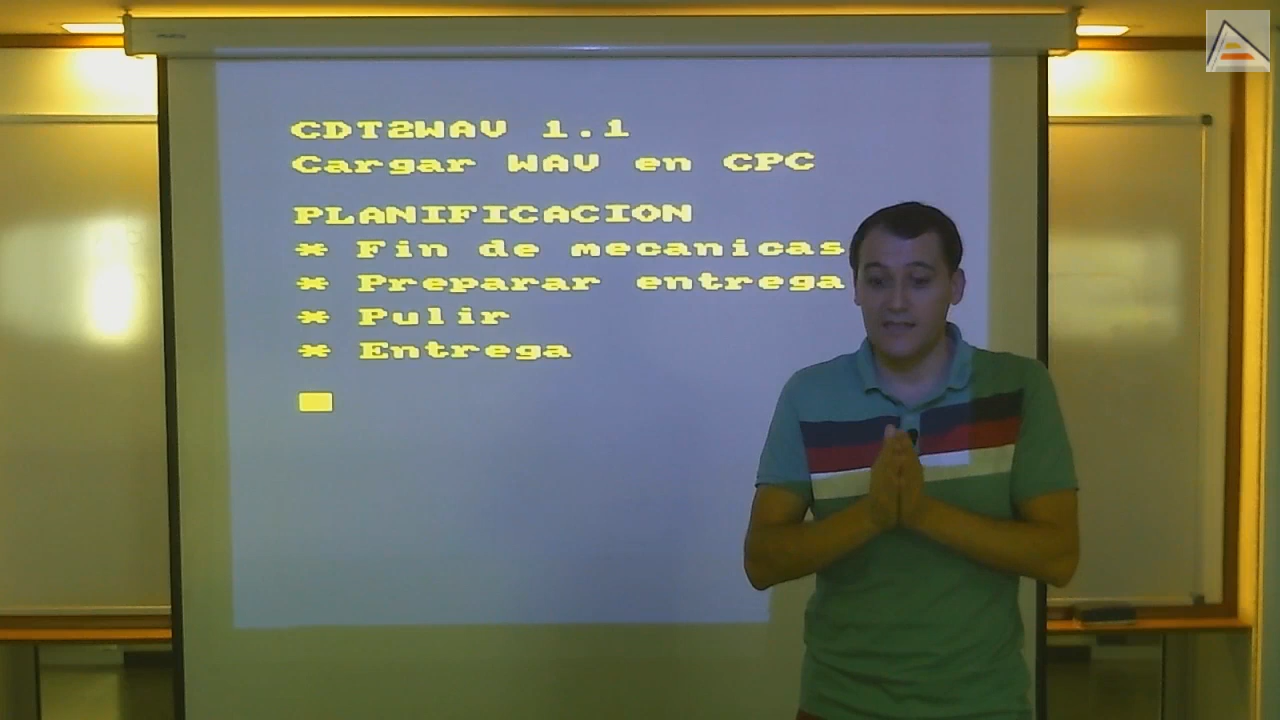 CDT2WAV 1.1
Cargar WAV en CPC
PLANIFICACION
* Fin de mecanicas
* Preparar entrega
* Pulir
* Entrega